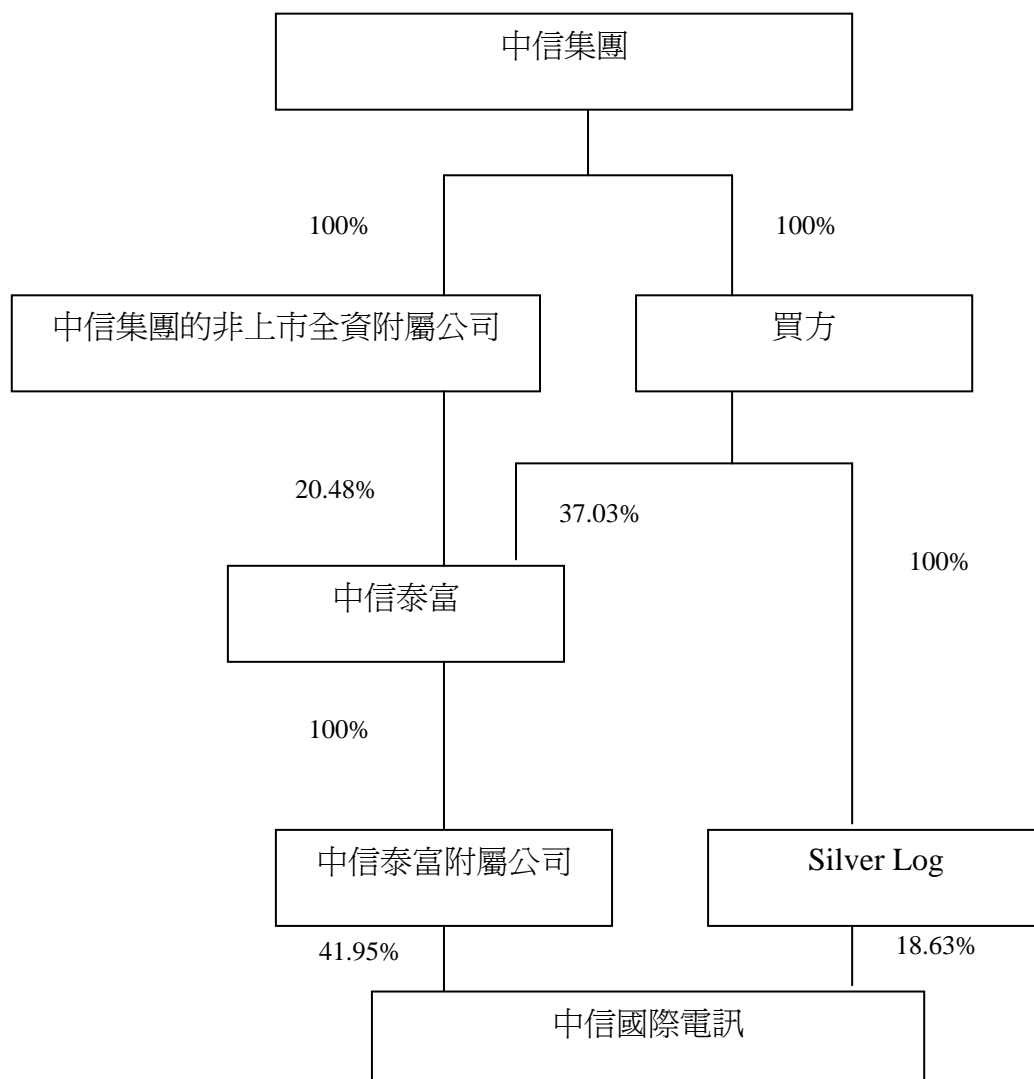 中信集團
100%
100%
中信集團的非上市全資附屬公司
買方
20.48%
37.03%
100%
中信泰富
100%
中信泰富附屬公司
Silver Log
41.95%
18.63%
中信國際電訊